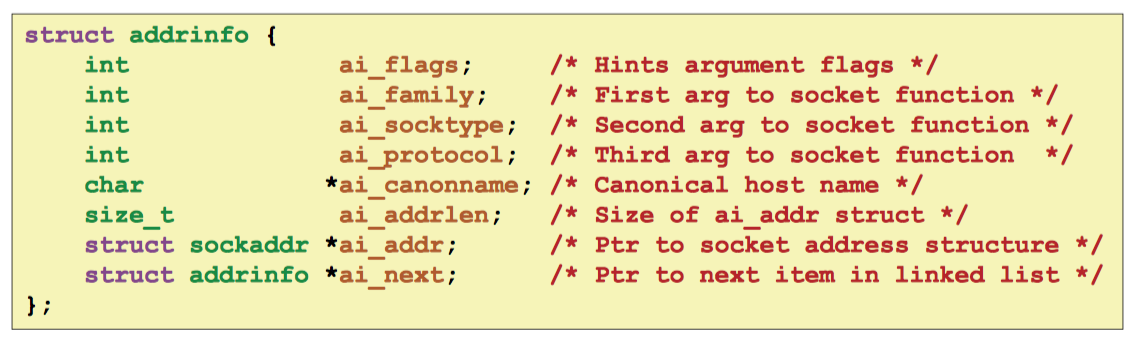 struct addrinfo {
    int              ai_flags;     /* Hints argument flags */
    int              ai_family;    /* First arg to socket function */
    int              ai_socktype;  /* Second arg to socket function */
    int              ai_protocol;  /* Third arg to socket function  */
    char            *ai_canonname; /* Canonical host name */
    size_t           ai_addrlen;   /* Size of ai_addr struct */
    struct sockaddr *ai_addr;      /* Ptr to socket address structure */
    struct addrinfo *ai_next;      /* Ptr to next item in linked list */
};